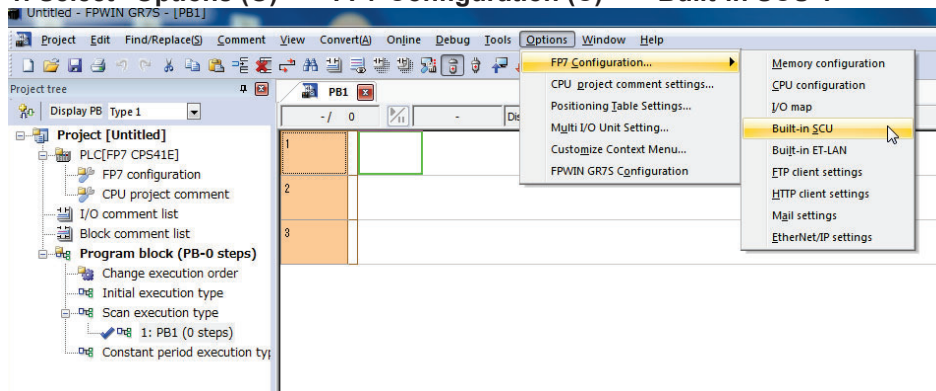 Untitled - FPWIN GR7S - [PB1]
Project Edit Find/Replace(S) Comment View Convert(A) Online Debug Tools Options Window Help
Project tree
Display PB Type 1
Project [Untitled]
PLC[FP7 CPS41E]
FP7 configuration
CPU project comment
I/O comment list
Block comment list
Program block (PB-0 steps)
Change execution order
Initial execution type
Scan execution type
1: PB1 (0 steps)
Constant period execution typ
PB1
-/ 0 -
1
2
3
FP7 Configuration...
CPU project comment settings...
Positioning Table Settings...
Multi I/O Unit Setting...
Customize Context Menu...
FPWIN GR7S Configuration
Memory configuration
CPU configuration
I/O map
Built-in SCU
Built-in ET-LAN
FTP client settings
HTTP client settings
Mail settings
EtherNet/IP settings